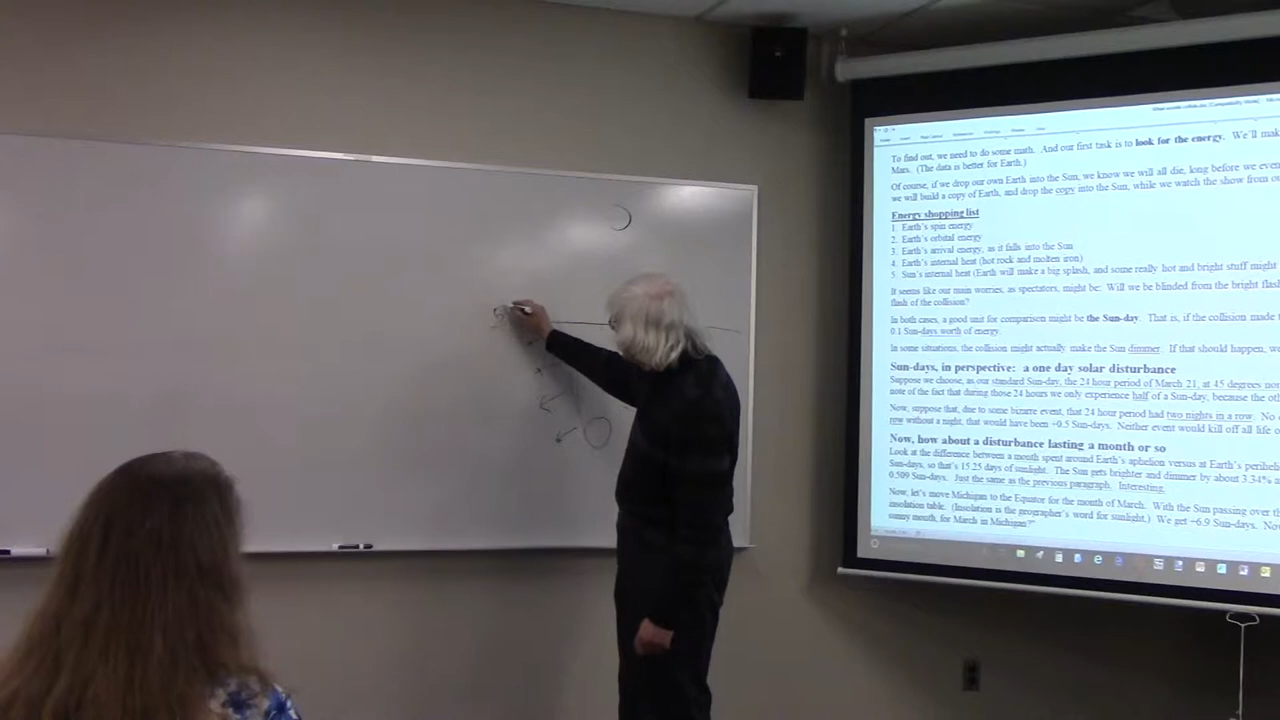 To find out, we need to do some math. And our first task is to look for the energy. We'll mak
Mars. (The data is better for Earth.)
Of course, if we drop our own Earth into the Sun, we know we will all die, long before we even
we will build a copy of Earth, and drop the copy into the Sun, while we watch the show from ou
Energy shopping list
1. Earth's spin energy
2. Earth's orbital energy
3. Earth's arrival energy, as it falls into the Sun
4. Earth's internal heat (hot rock and molten iron)
5. Sun's internal heat (Earth will make a big splash, and some really hot and bright stuff might
It seems like our main worries, as spectators, might be: Will we be blinded from the bright flas
flash of the collision?
In both cases, a good unit for comparison might be the Sun-day. That is, if the collision made t
0.1 Sun-days worth of energy.
In some situations, the collision might actually make the Sun dimmer. If that should happen, w
Sun-days, in perspective: a one day solar disturbance
Suppose we choose, as our standard Sun-day, the 24 hour period of March 21, at 45 degrees nor
note of the fact that during those 24 hours we only experience half of a Sun-day, because the ot
Now, suppose that, due to some bizarre event, that 24 hour period had two nights in a row. No
row without a night, that would have been +0.5 Sun-days. Neither event would kill off all life o
Now, how about a disturbance lasting a month or so
Look at the difference between a month spent around Earth's aphelion versus at Earth's periheli
Sun-days, so that's 15.25 days of sunlight. The Sun gets brighter and dimmer by about 3.34% a
0.509 Sun-days. Just the same as the previous paragraph. Interesting.
Now, let's move Michigan to the Equator for the month of March. With the Sun passing over th
insolation table. (Insolation is the geographer's word for sunlight.) We get +6.9 Sun-days. No
sunny month, for March in Michigan?"